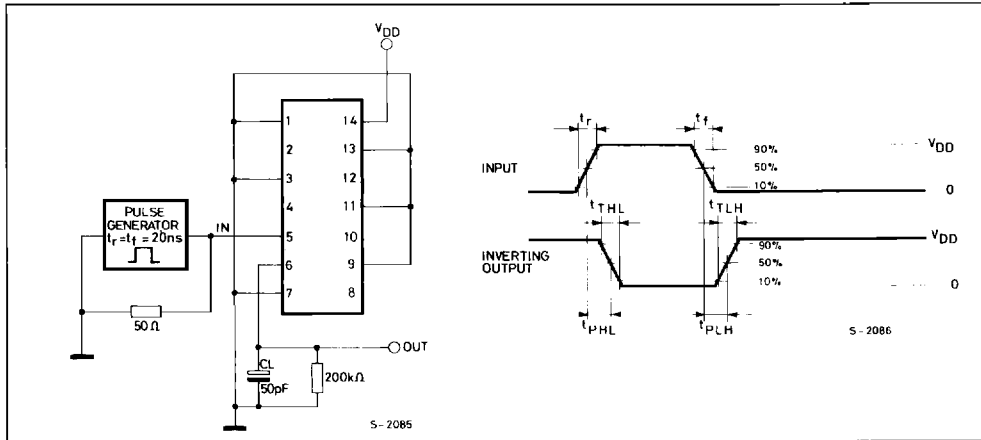 VDD
1 14
2 13
3 12
4 11
5 10
6 9
7 8
PULSE
GENERATOR
tr=tf = 20ns
IN
50Ω
CL
50pF
200kΩ
OUT
S-2085
tr
tf
INPUT
90%
50%
10%
VDD
0
tTHL
tTLH
INVERTING
OUTPUT
90%
50%
10%
VDD
0
tPHL
tPLH
S-2086